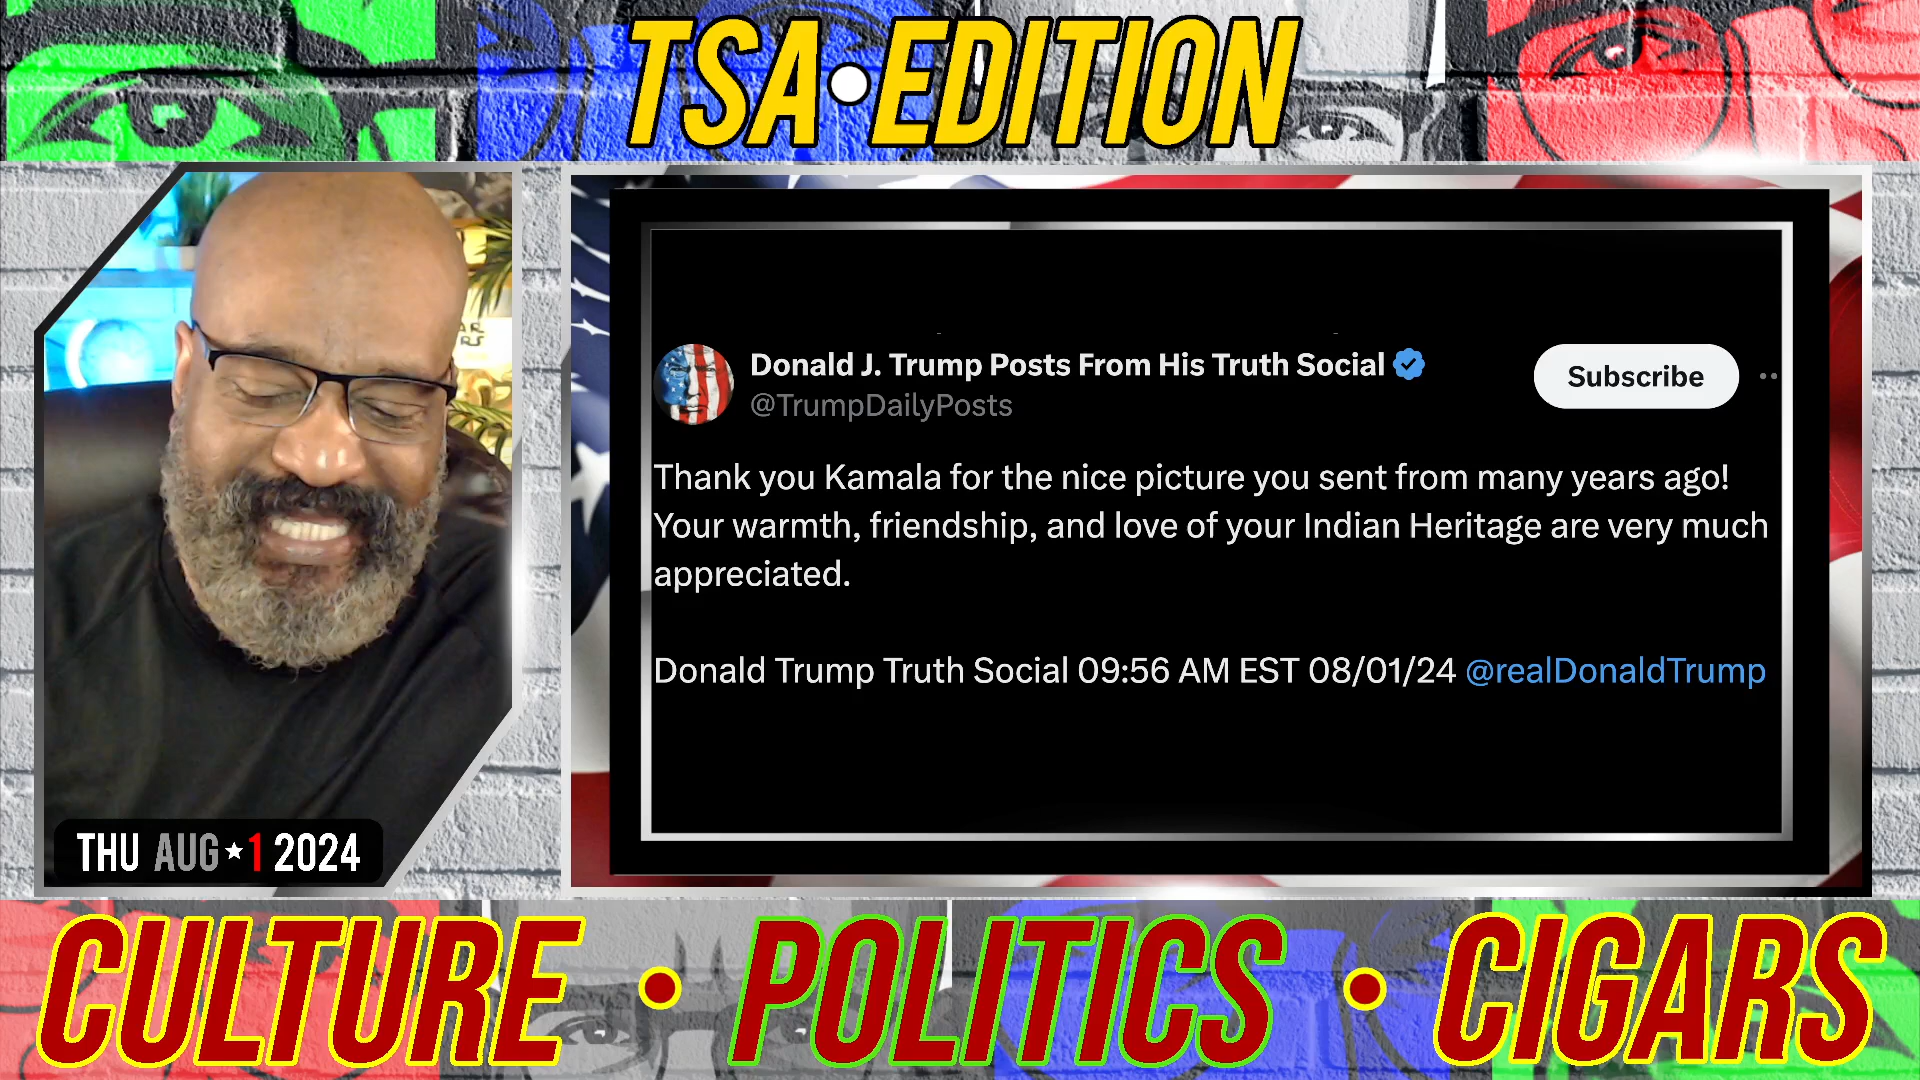 TSA•EDITION
Donald J. Trump Posts From His Truth Social
@TrumpDailyPosts
Subscribe
Thank you Kamala for the nice picture you sent from many years ago!
Your warmth, friendship, and love of your Indian Heritage are very much
appreciated.
Donald Trump Truth Social 09:56 AM EST 08/01/24 @realDonaldTrump
THU AUG★1 2024
CULTURE • POLITICS • CIGARS